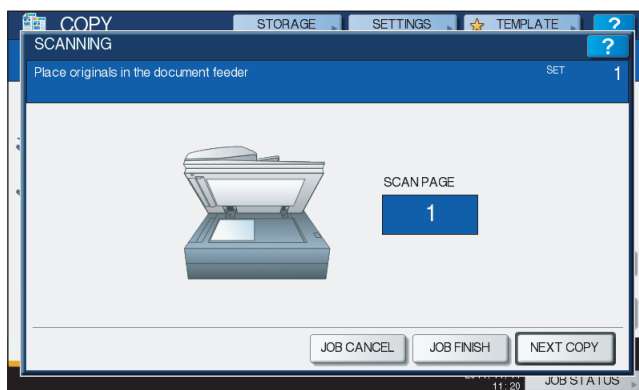 COPY STORAGE SETTINGS TEMPLATE ?
SCANNING ?
Place originals in the document feeder SET 1
SCAN PAGE
1
JOB CANCEL JOB FINISH NEXT COPY
11:20 JOB STATUS